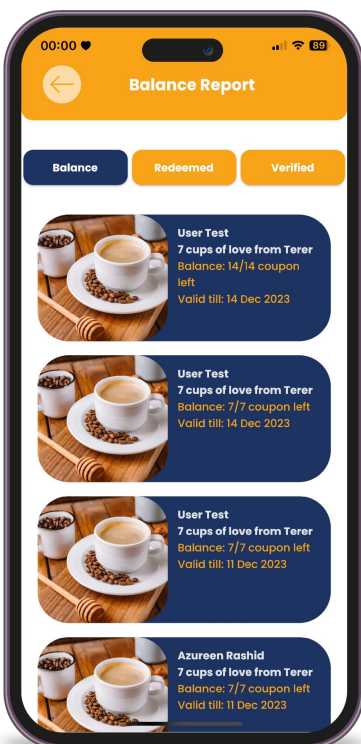 00:00
89
Balance Report
Balance
Redeemed
Verified
User Test
7 cups of love from Terer
Balance: 14/14 coupon
left
Valid till: 14 Dec 2023
User Test
7 cups of love from Terer
Balance: 7/7 coupon left
Valid till: 14 Dec 2023
User Test
7 cups of love from Terer
Balance: 7/7 coupon left
Valid till: 11 Dec 2023
Azureen Rashid
7 cups of love from Terer
Balance: 7/7 coupon left
Valid till: 11 Dec 2023